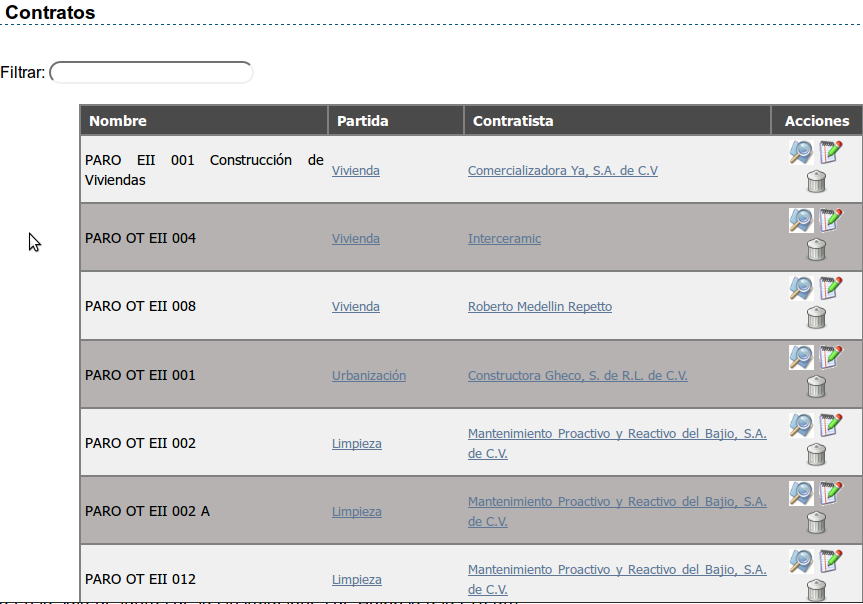 Contratos
Filtrar:
Nombre Partida Contratista Acciones
PARO EII 001 Construcción de
Viviendas
Vivienda
Comercializadora Ya, S.A. de C.V
PARO OT EII 004 Vivienda Interceramic
PARO OT EII 008 Vivienda Roberto Medellin Repetto
PARO OT EII 001 Urbanización Constructora Gheco, S. de R.L. de C.V.
PARO OT EII 002 Limpieza
Mantenimiento Proactivo y Reactivo del Bajio, S.A.
de C.V.
PARO OT EII 002 A Limpieza
Mantenimiento Proactivo y Reactivo del Bajio, S.A.
de C.V.
PARO OT EII 012 Limpieza
Mantenimiento Proactivo y Reactivo del Bajio, S.A.
de C.V.